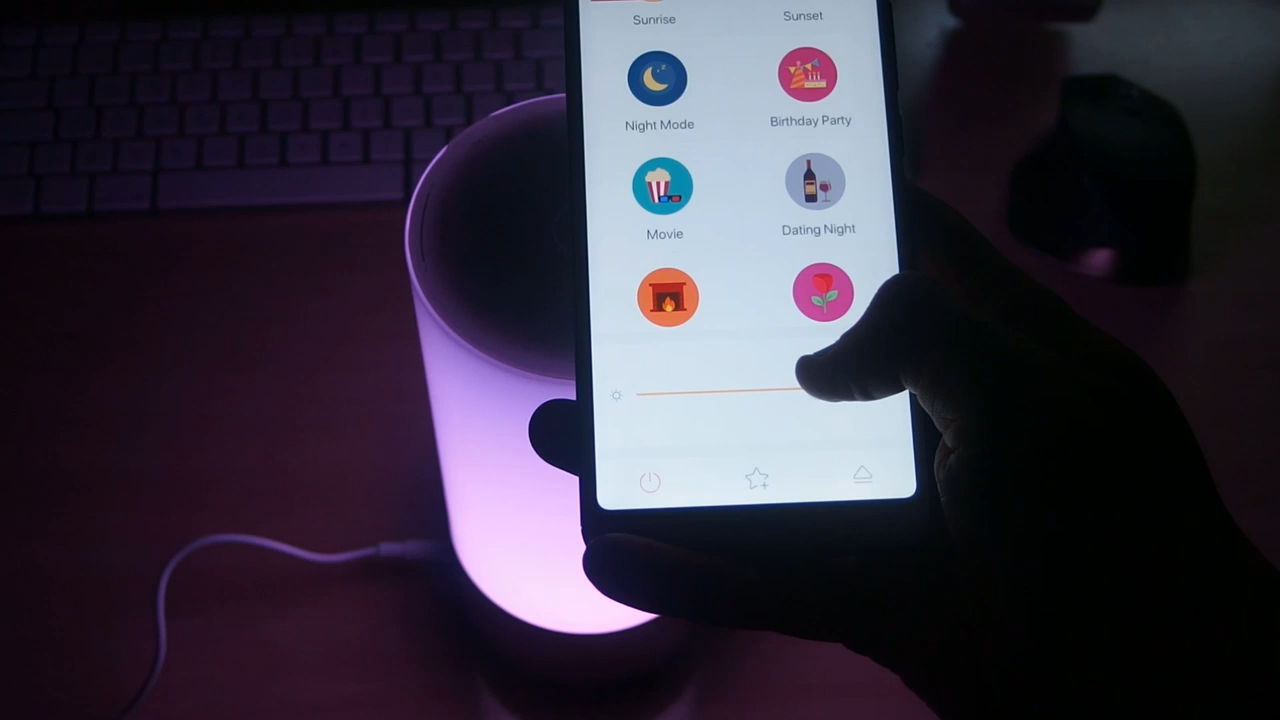 Sunrise
Sunset
Night Mode
Birthday Party
Movie
Dating Night